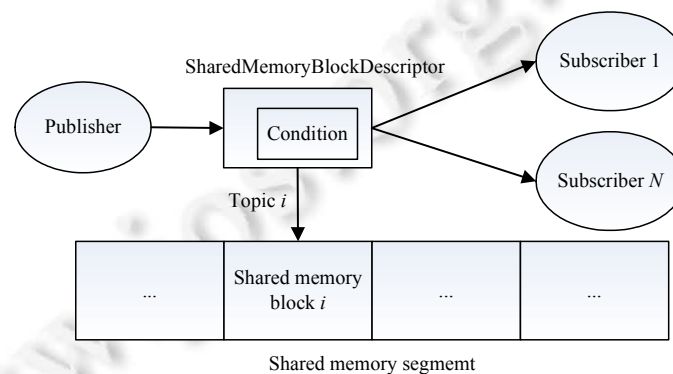 SharedMemoryBlockDescriptor
Subscriber 1
Publisher
Condition
Subscriber N
Topic i
...
Shared memory
block i
...
...
Shared memory segmemt